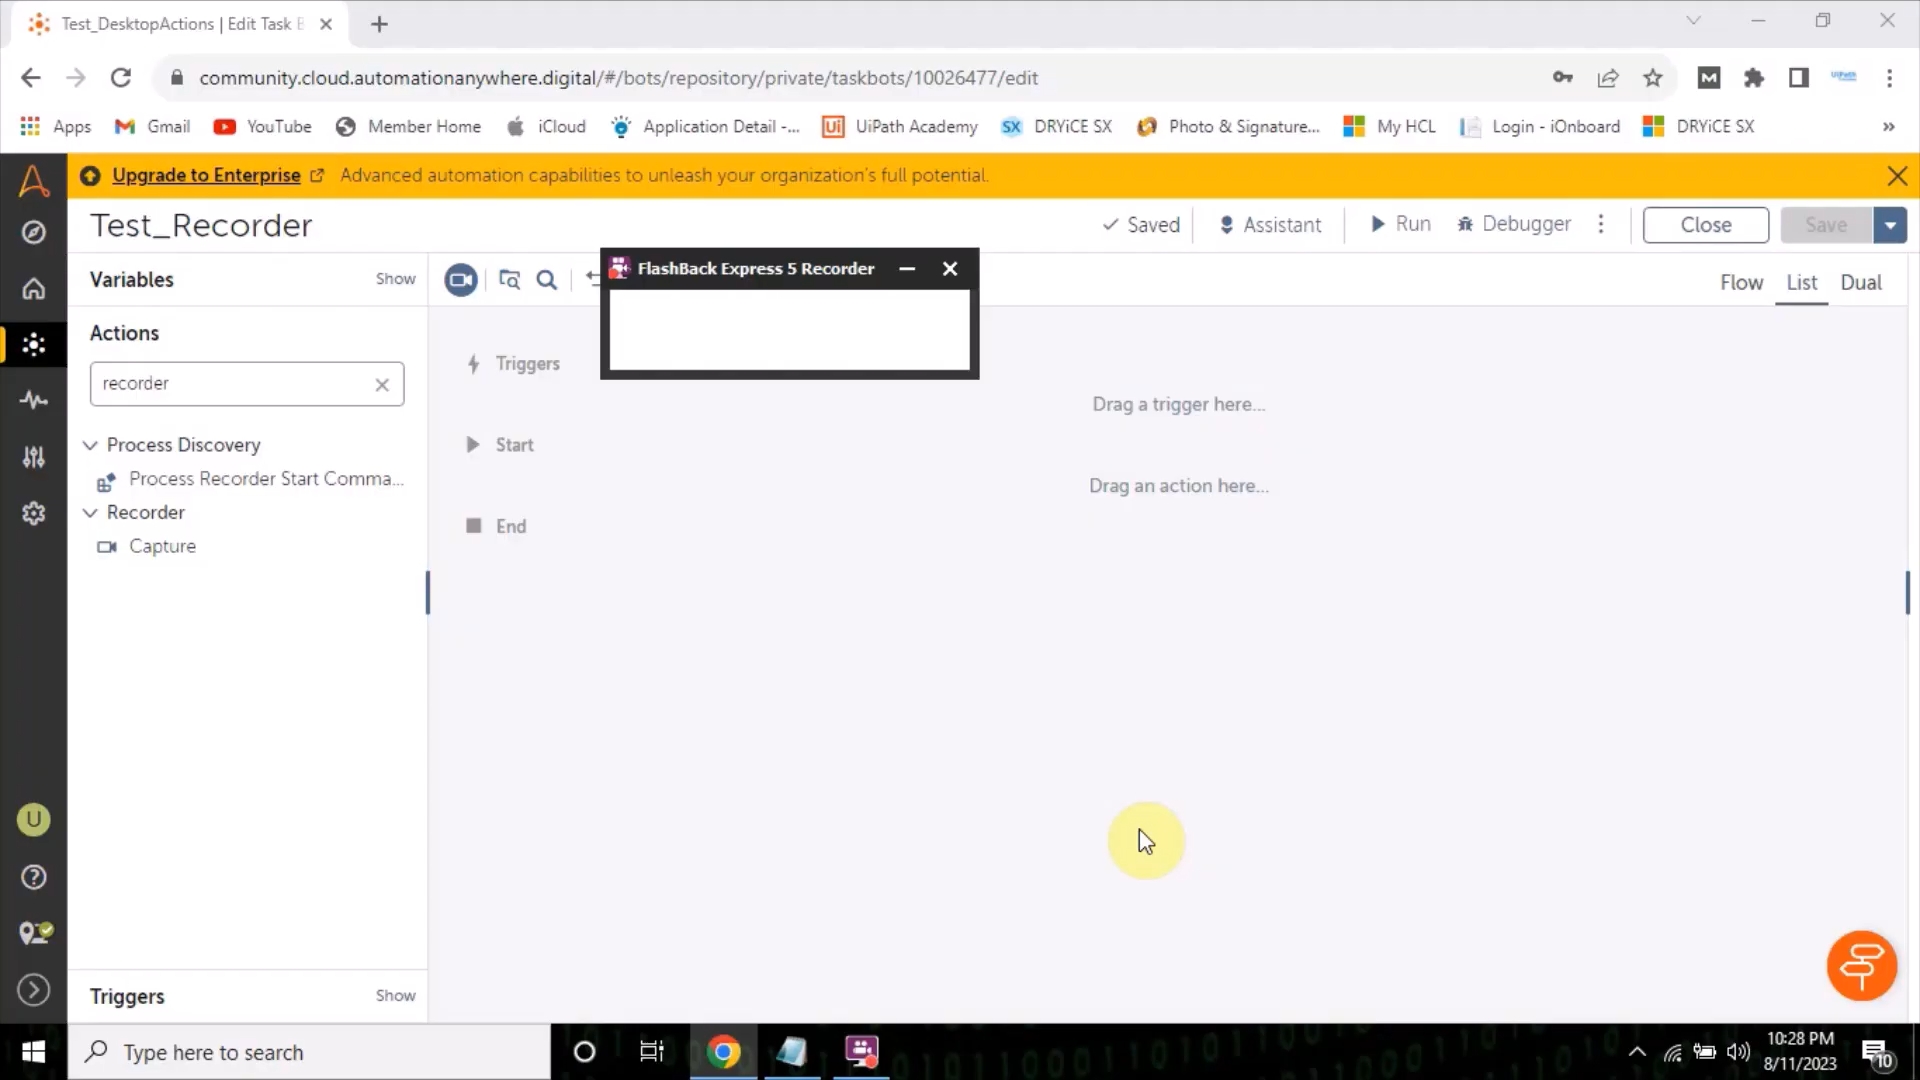 Test_DesktopActions | Edit Task B
community.cloud.automationanywhere.digital/#/bots/repository/private/taskbots/10026477/edit
Apps Gmail YouTube Member Home iCloud Application Detail -... UiPath Academy DRYiCE SX Photo & Signature... My HCL Login - iOnboard DRYiCE SX »
Upgrade to Enterprise Advanced automation capabilities to unleash your organization's full potential.
Test_Recorder Saved Assistant Run Debugger Close Save
Variables Show
FlashBack Express 5 Recorder
Flow List Dual
Actions
recorder
Process Discovery
Process Recorder Start Comma...
Recorder
Capture
Triggers
Drag a trigger here...
Start
Drag an action here...
End
U
Triggers Show
Type here to search
10:28 PM
8/11/2023
10